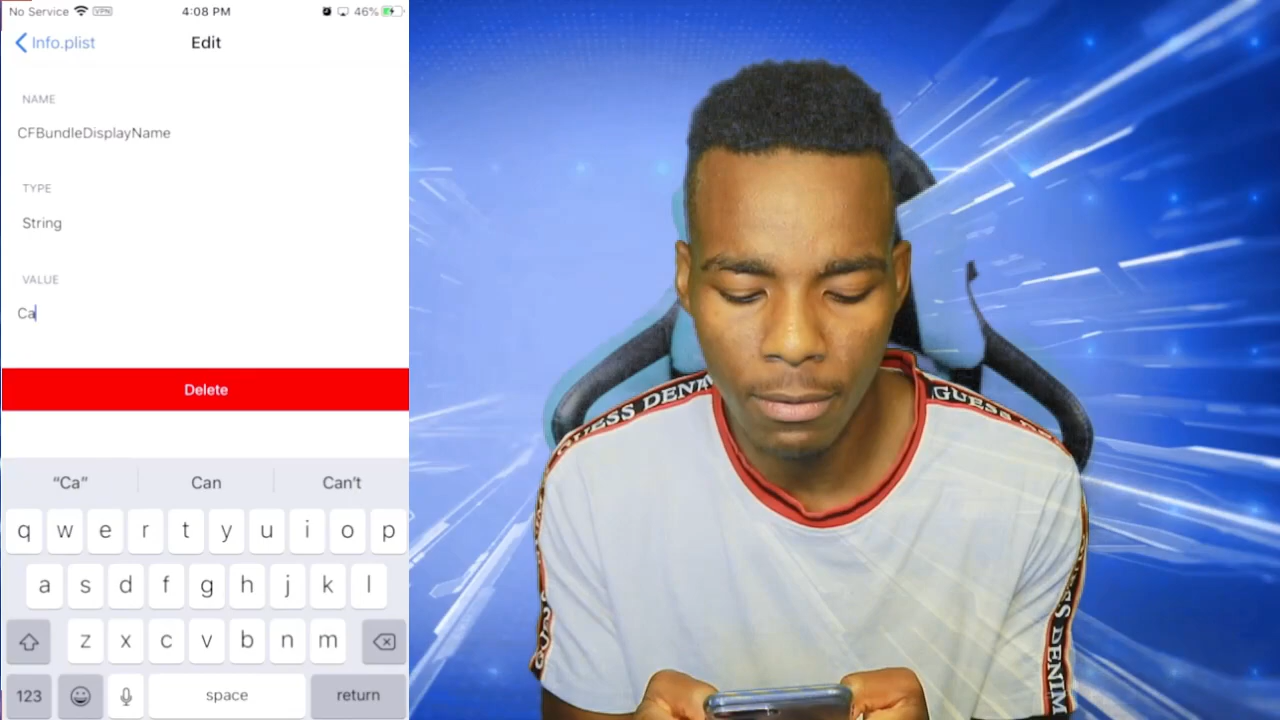 No Service VPN 4:08 PM 46%
Info.plist Edit
NAME
CFBundleDisplayName
TYPE
String
VALUE
Ca
Delete
“Ca” Can Can't
q w e r t y u i o p
a s d f g h j k l
z x c v b n m
123 space return
GUESS DENIM
GUESS
DENIM